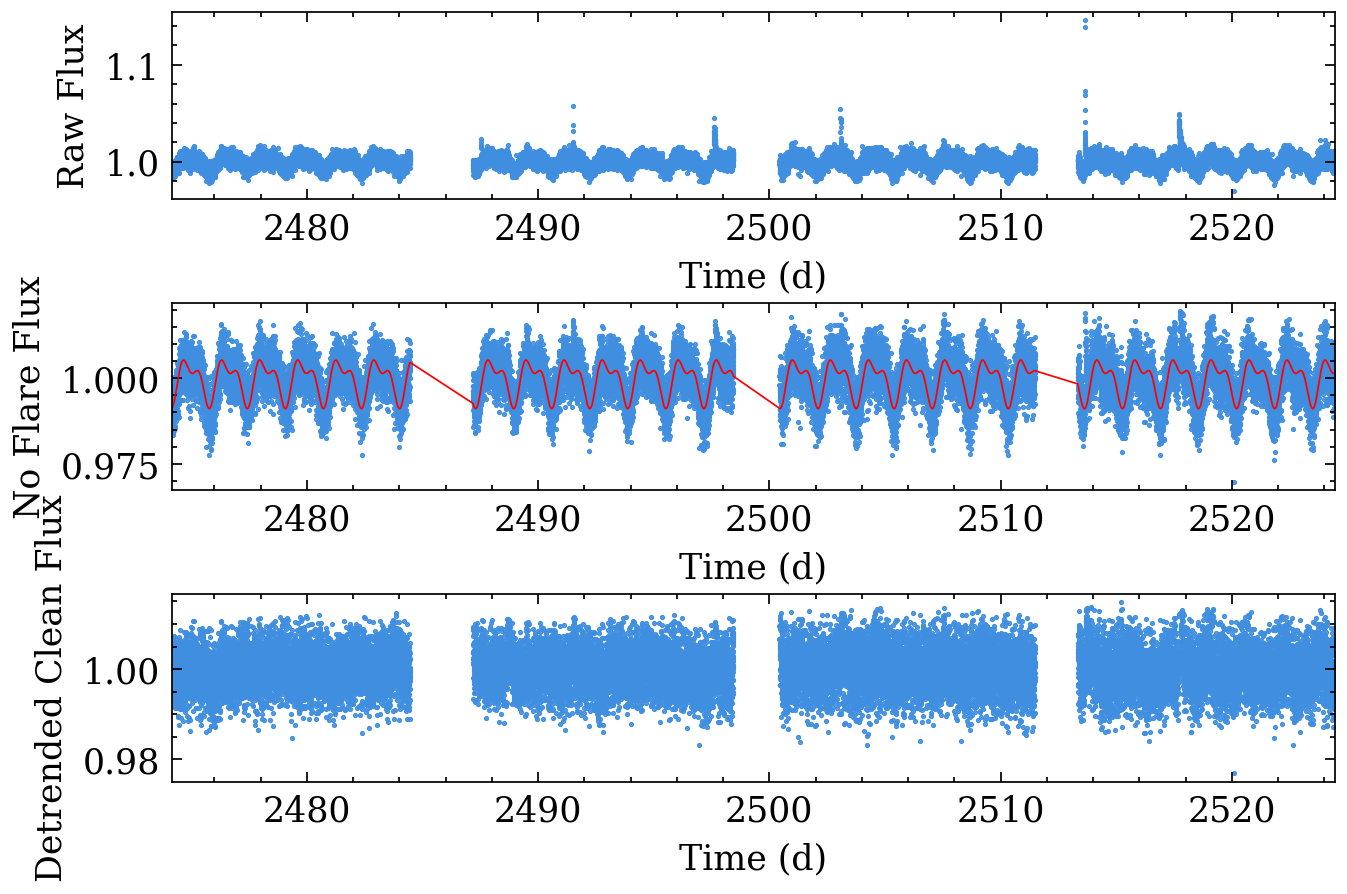 Raw Flux
1.1
1.0
2480 2490 2500 2510 2520
Time (d)
No Flare Flux
1.000
0.975
2480 2490 2500 2510 2520
Time (d)
Detrended Clean Flux
1.00
0.98
2480 2490 2500 2510 2520
Time (d)